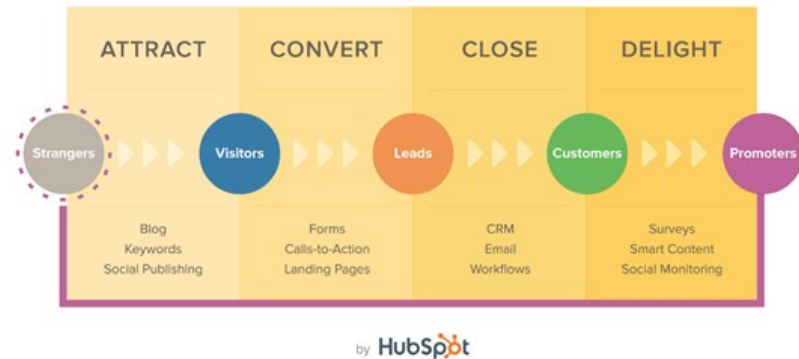 ATTRACT
CONVERT
CLOSE
DELIGHT
Strangers
Visitors
Leads
Customers
Promoters
Blog
Keywords
Social Publishing
Forms
Calls-to-Action
Landing Pages
CRM
Email
Workflows
Surveys
Smart Content
Social Monitoring
by HubSpot